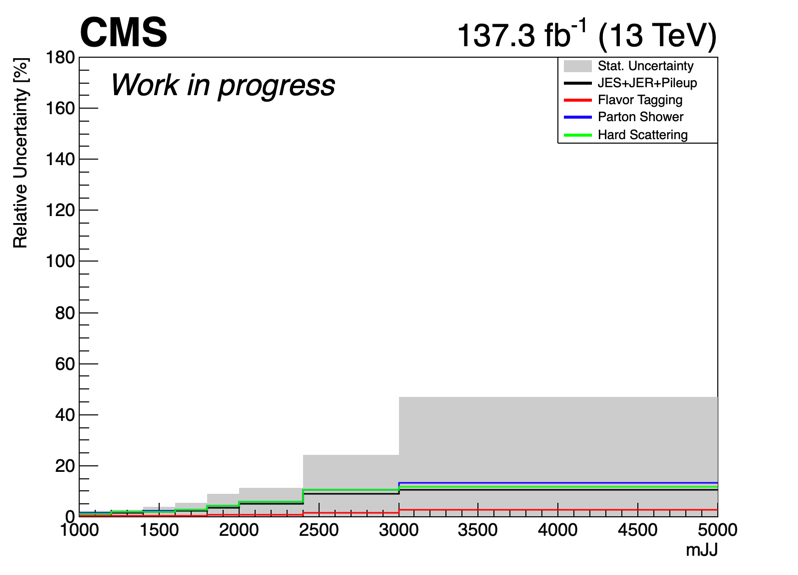 CMS 137.3 fb-1 (13 TeV)
Work in progress
Stat. Uncertainty
JES+JER+Pileup
Flavor Tagging
Parton Shower
Hard Scattering
Relative Uncertainty [%]
180
160
140
120
100
80
60
40
20
0
1000 1500 2000 2500 3000 3500 4000 4500 5000
mJJ